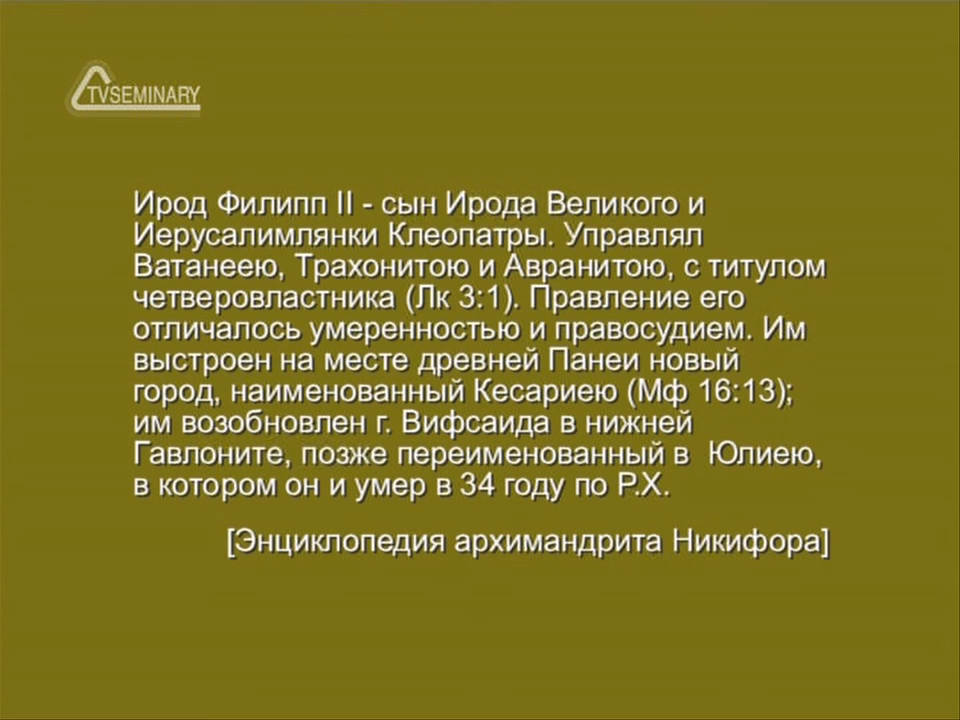 TVSEMINARY
Ирод Филипп II - сын Ирода Великого и
Иерусалимлянки Клеопатры. Управлял
Ватанеею, Трахонитою и Авранитою, с титулом
четверовластника (Лк 3:1). Правление его
отличалось умеренностью и правосудием. Им
выстроен на месте древней Панеи новый
город, наименованный Кесариею (Мф 16:13);
им возобновлен г. Вифсаида в нижней
Гавлоните, позже переименованный в  Юлиею,
в котором он и умер в 34 году по Р.Х.
[Энциклопедия архимандрита Никифора]